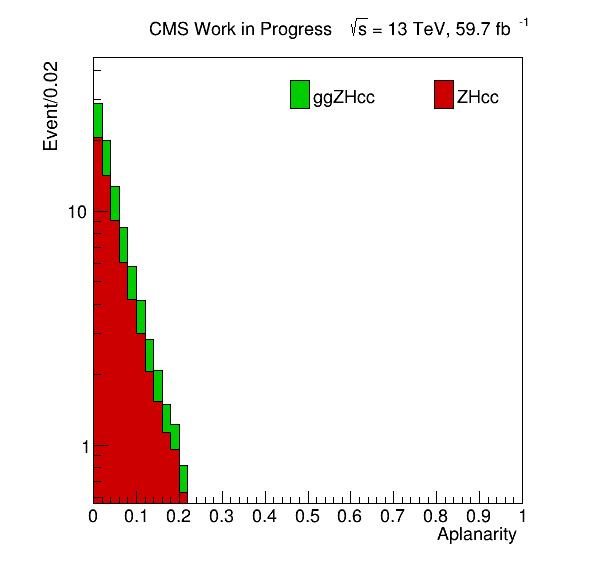 CMS Work in Progress √s = 13 TeV, 59.7 fb⁻¹
Event/0.02
ggZHcc ZHcc
10
1
0 0.1 0.2 0.3 0.4 0.5 0.6 0.7 0.8 0.9 1
Aplanarity